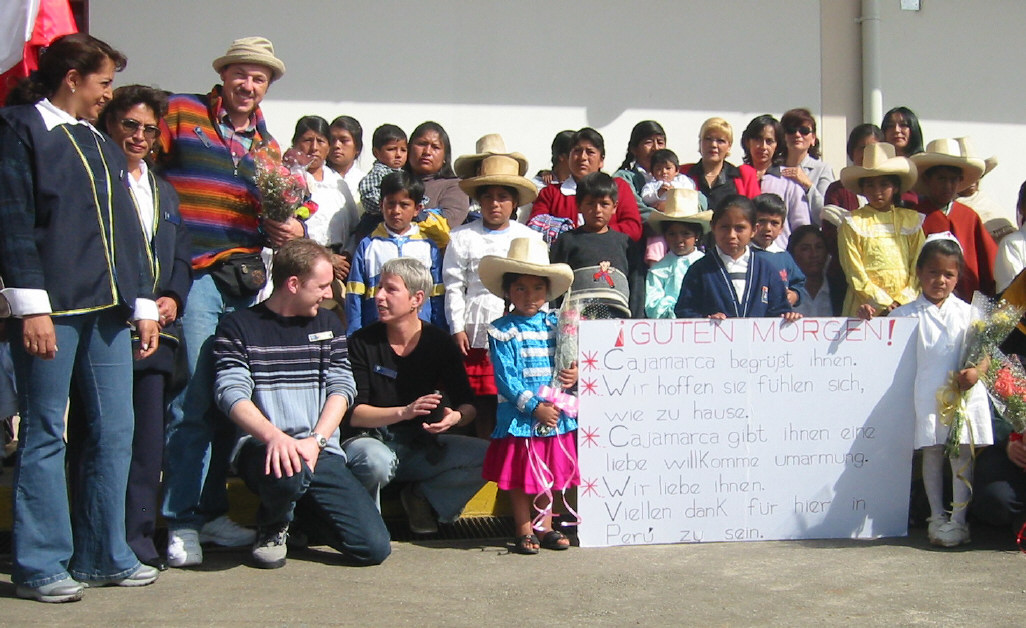 ¡GUTEN MORGEN!
* Cajamarca begrüßt ihnen.
* Wir hoffen sie fühlen sich,
wie zu hause.
* Cajamarca gibt ihnen eine
liebe willkomme umarmung.
* Wir liebe ihnen.
Viellen dank für hier in
Perú zu sein.